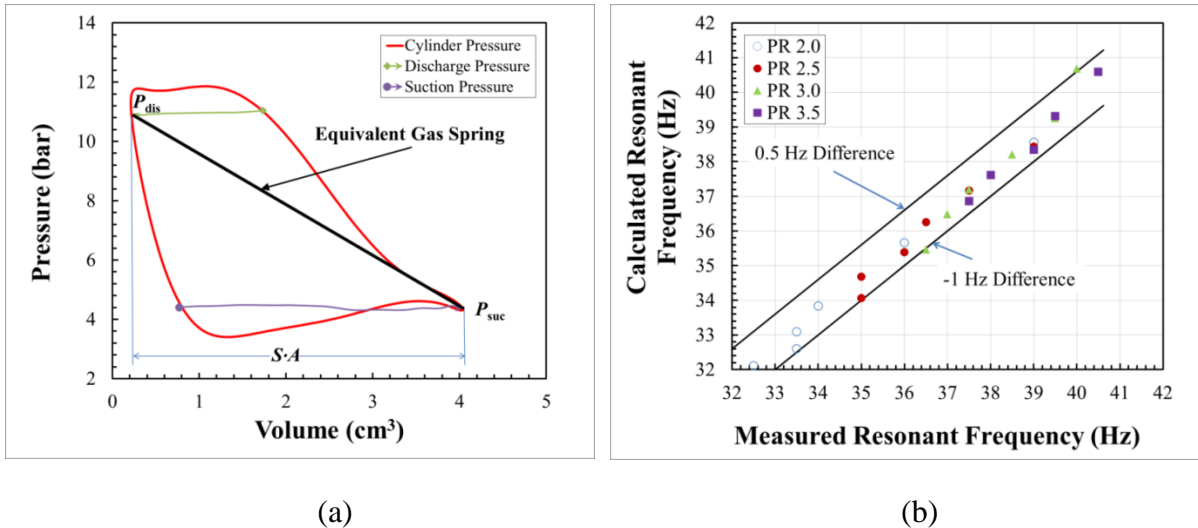 14
12
10
8
6
4
2
0
1
2
3
4
5
Pressure (bar)
Volume (cm³)
Cylinder Pressure
Discharge Pressure
Suction Pressure
Pdis
Equivalent Gas Spring
Psuc
S·A
(a)
42
41
40
39
38
37
36
35
34
33
32
32
33
34
35
36
37
38
39
40
41
42
Calculated Resonant
Frequency (Hz)
Measured Resonant Frequency (Hz)
PR 2.0
PR 2.5
PR 3.0
PR 3.5
0.5 Hz Difference
-1 Hz Difference
(b)